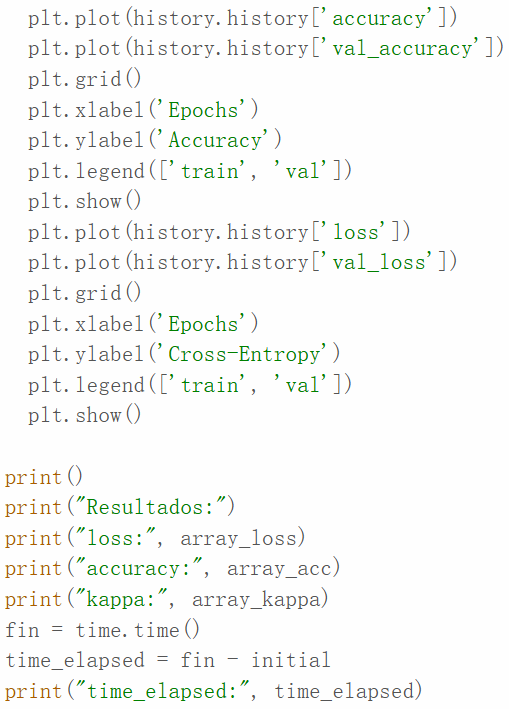 plt.plot(history.history['accuracy'])
plt.plot(history.history['val_accuracy'])
plt.grid()
plt.xlabel('Epochs')
plt.ylabel('Accuracy')
plt.legend(['train', 'val'])
plt.show()
plt.plot(history.history['loss'])
plt.plot(history.history['val_loss'])
plt.grid()
plt.xlabel('Epochs')
plt.ylabel('Cross-Entropy')
plt.legend(['train', 'val'])
plt.show()

print()
print("Resultados:")
print("loss:", array_loss)
print("accuracy:", array_acc)
print("kappa:", array_kappa)
fin = time.time()
time_elapsed = fin - initial
print("time_elapsed:", time_elapsed)